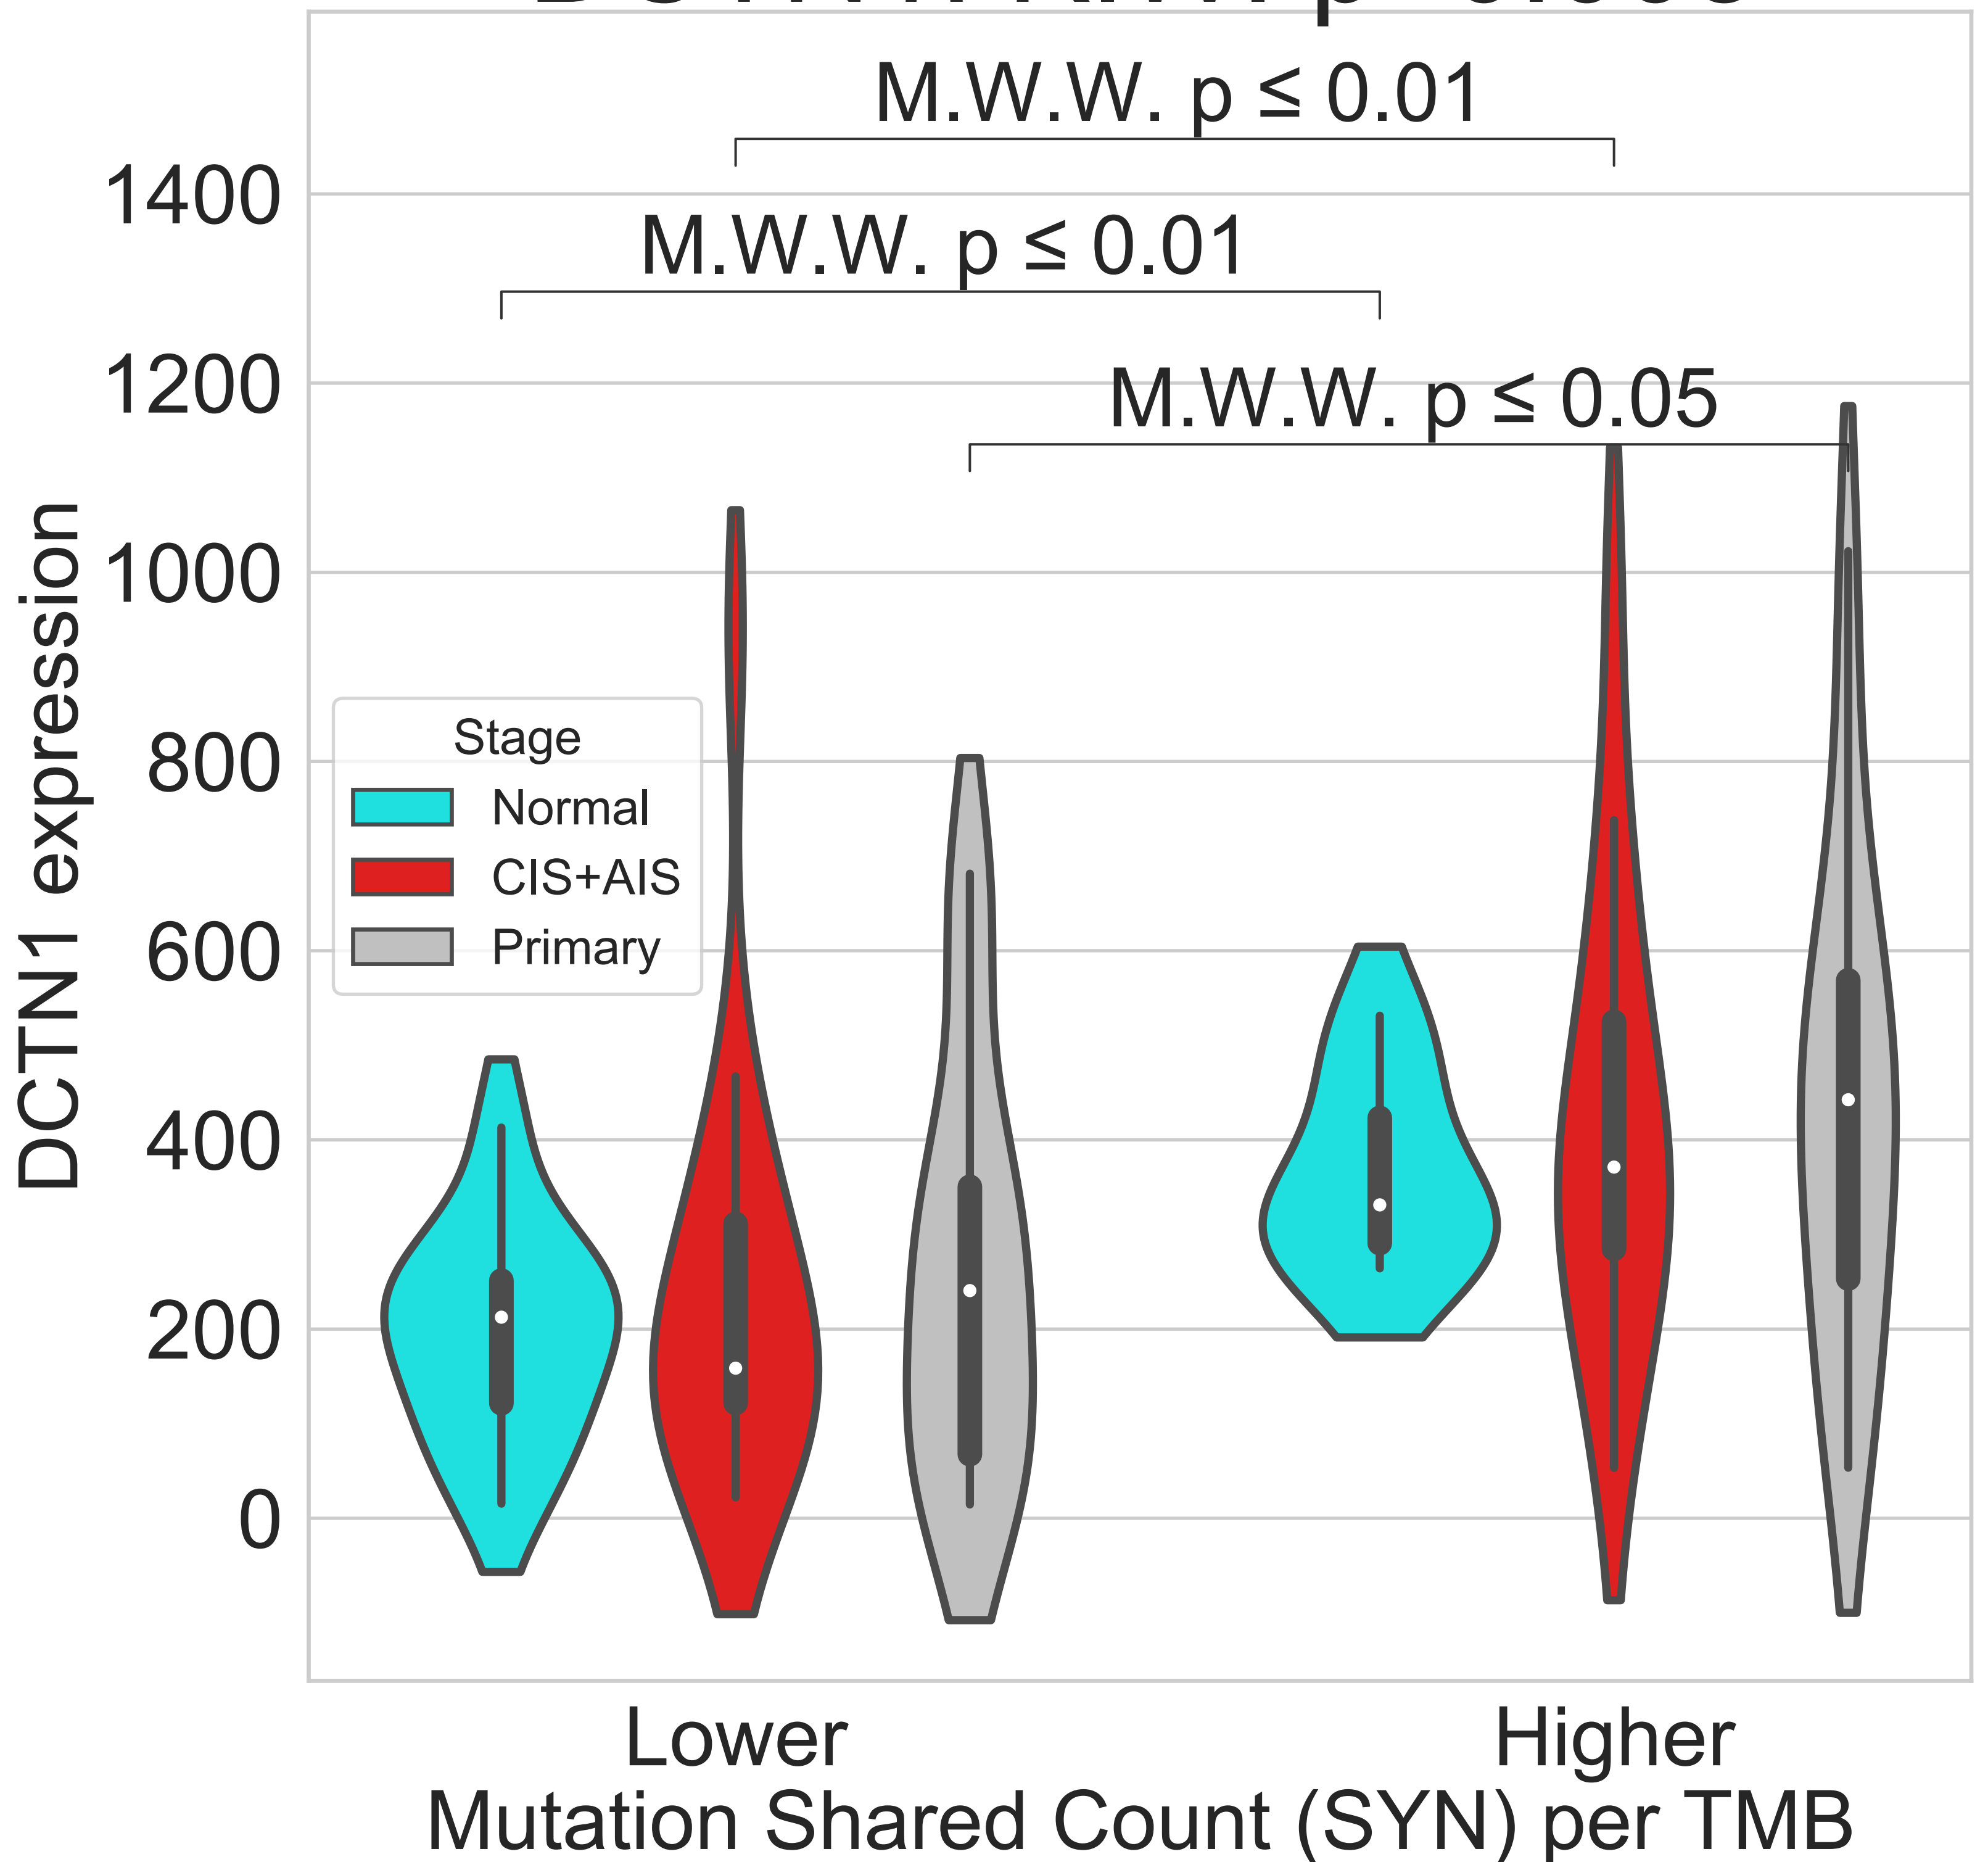 M.W.W. p ≤ 0.01
1400
M.W.W. p ≤ 0.01
1200
M.W.W. p ≤ 0.05
1000
800
600
400
200
0
DCTN1 expression
Stage
Normal
CIS+AIS
Primary
Lower
Higher
Mutation Shared Count (SYN) per TMB